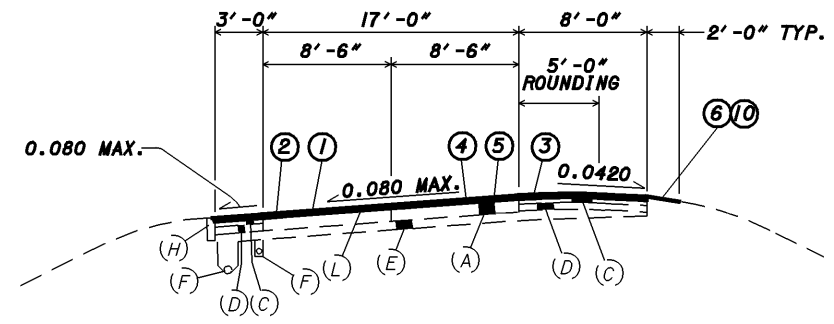 3'-0" 17'-0" 8'-0"
8'-6" 8'-6" 2'-0" TYP.
5'-0"
ROUNDING
6 10
0.080 MAX. 2 1 4 5 3
0.080 MAX. 0.0420
(H) (F) (D) (C) (F) (L) (E) (A) (D) (C)